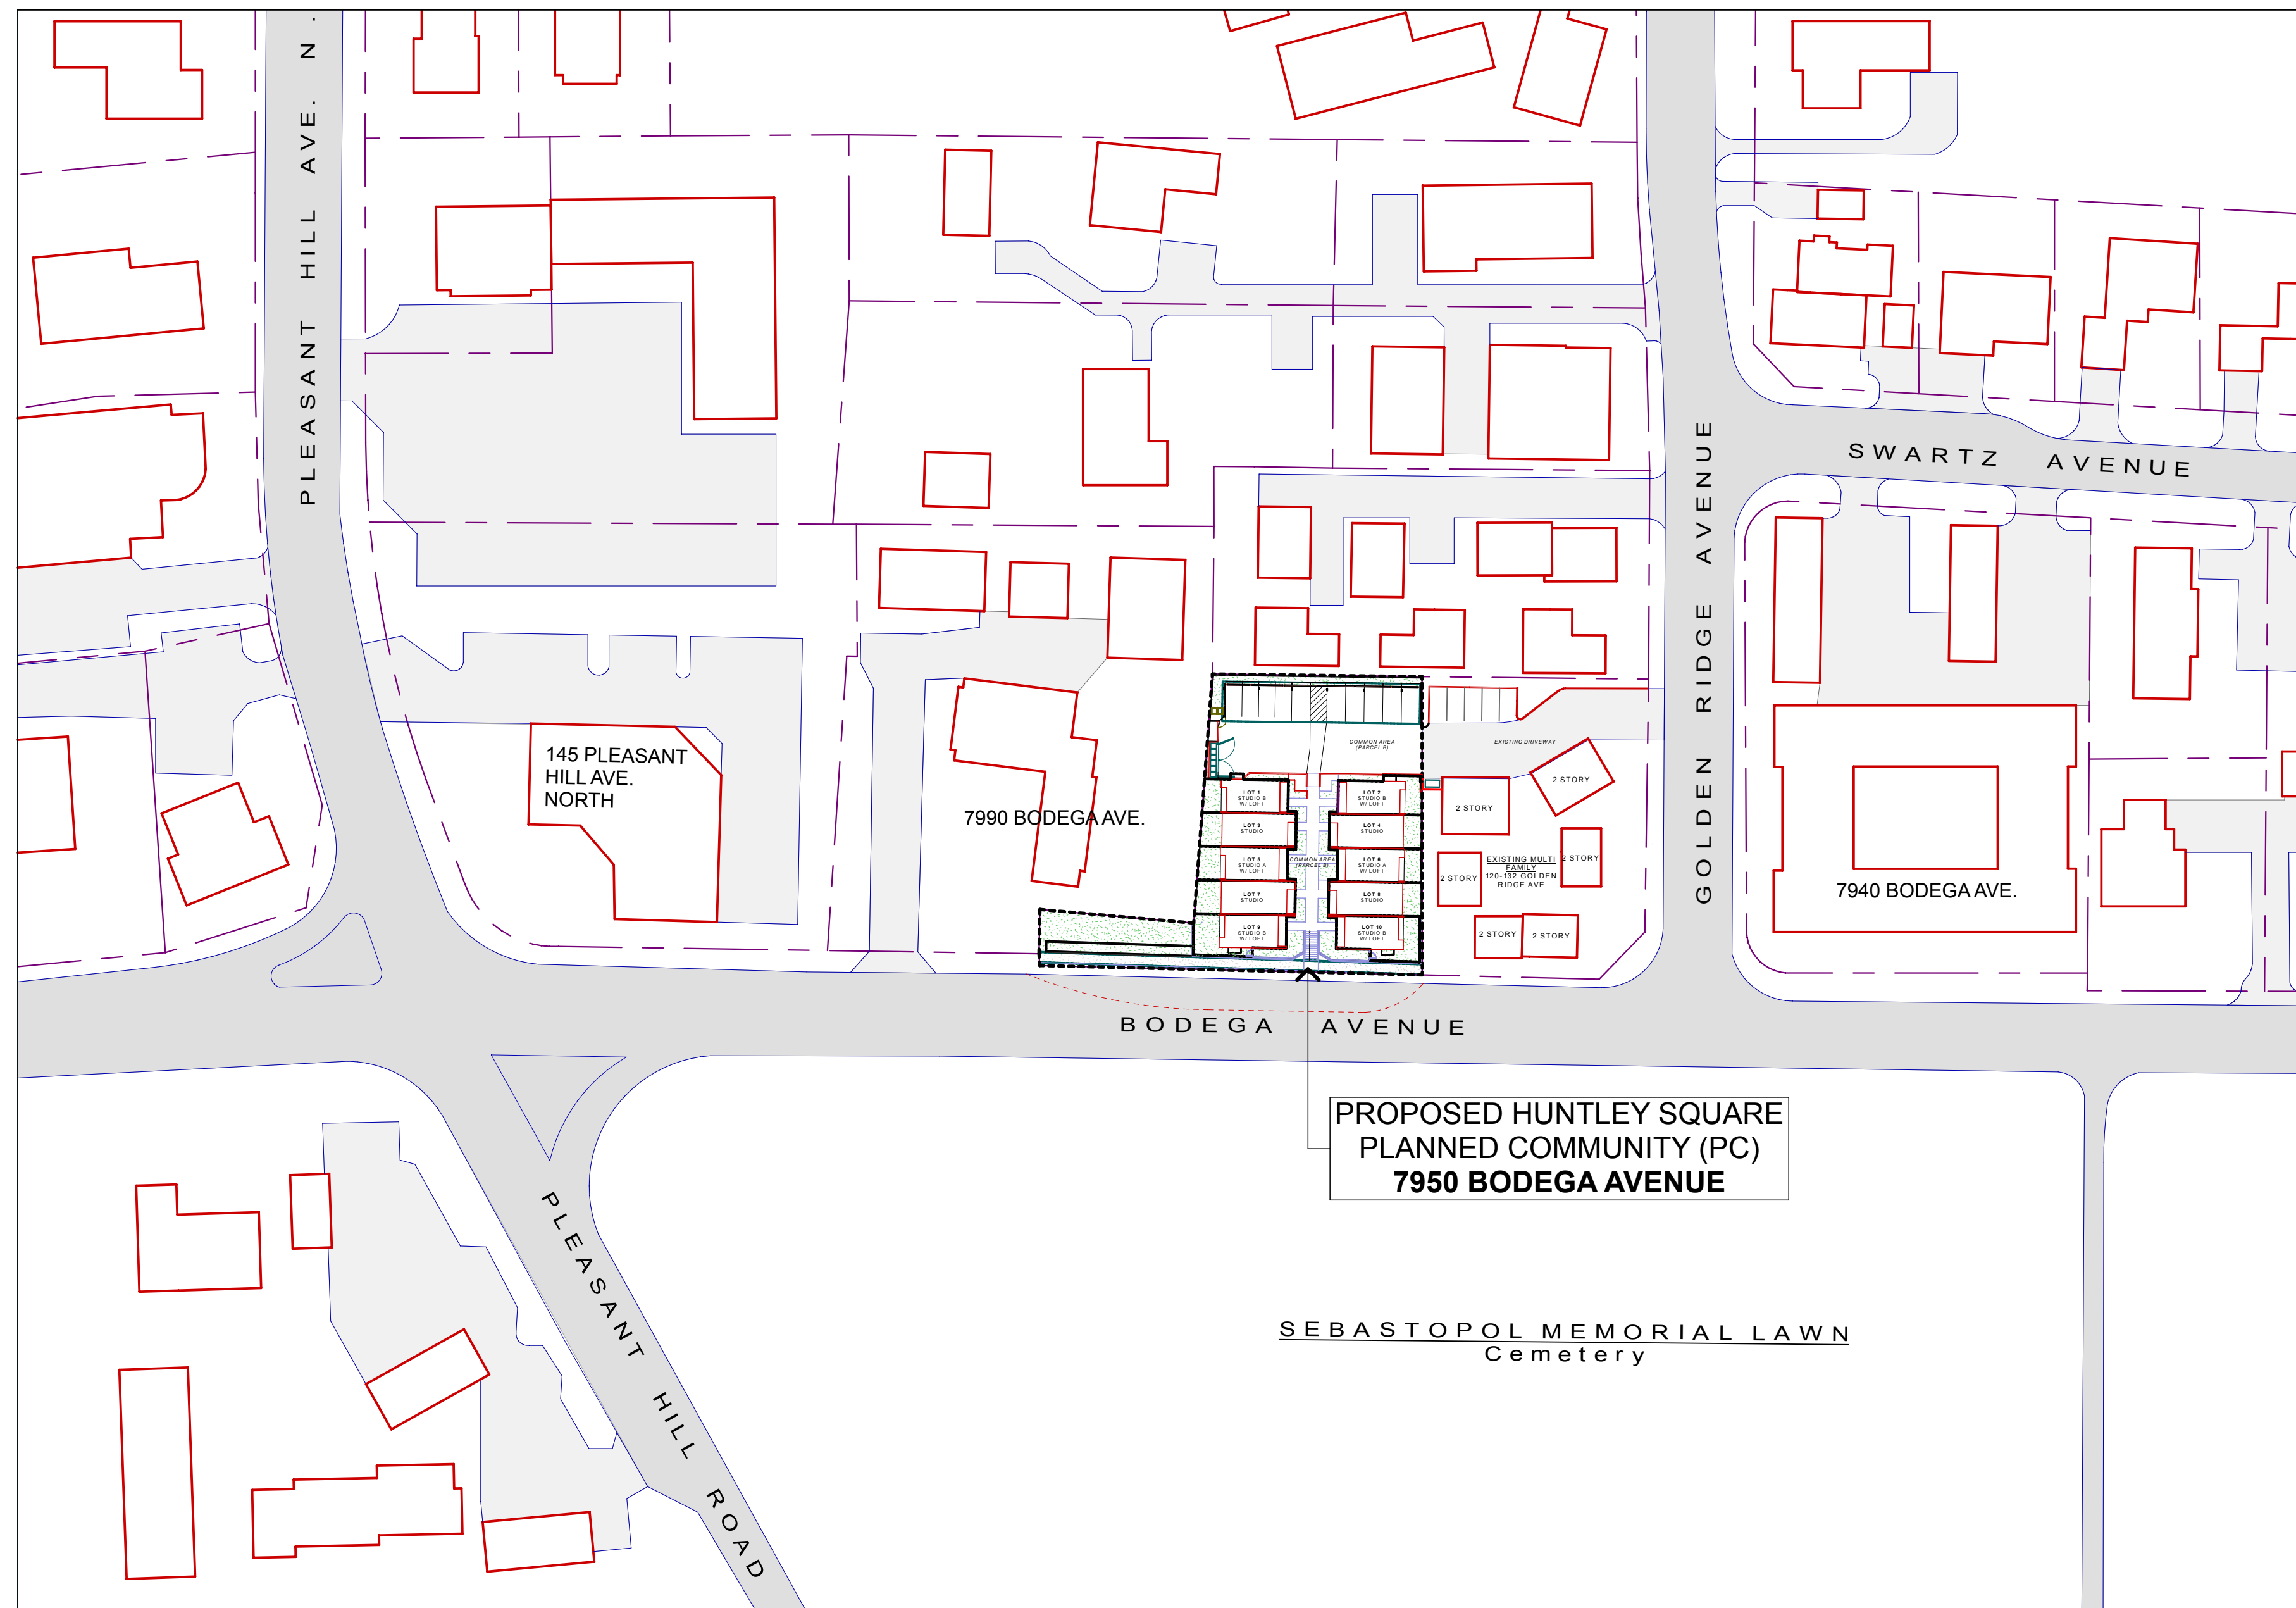 PLEASANT HILL AVE. N.
SWARTZ AVENUE
GOLDEN RIDGE AVENUE
145 PLEASANT
HILL AVE.
NORTH
7990 BODEGA AVE.
COMMON AREA
(PARCEL B)
EXISTING DRIVEWAY
2 STORY
2 STORY
LOT 1
STUDIO B
W/ LOFT
LOT 2
STUDIO B
W/ LOFT
LOT 3
STUDIO
LOT 4
STUDIO
LOT 5
STUDIO A
W/ LOFT
COMMON AREA
(PARCEL B)
LOT 6
STUDIO A
W/ LOFT
LOT 7
STUDIO
LOT 8
STUDIO
LOT 9
STUDIO B
W/ LOFT
LOT 10
STUDIO B
W/ LOFT
2 STORY
EXISTING MULTI
FAMILY
120-132 GOLDEN
RIDGE AVE
2 STORY
2 STORY
2 STORY
7940 BODEGA AVE.
BODEGA AVENUE
PROPOSED HUNTLEY SQUARE
PLANNED COMMUNITY (PC)
7950 BODEGA AVENUE
PLEASANT HILL ROAD
SEBASTOPOL MEMORIAL LAWN
Cemetery